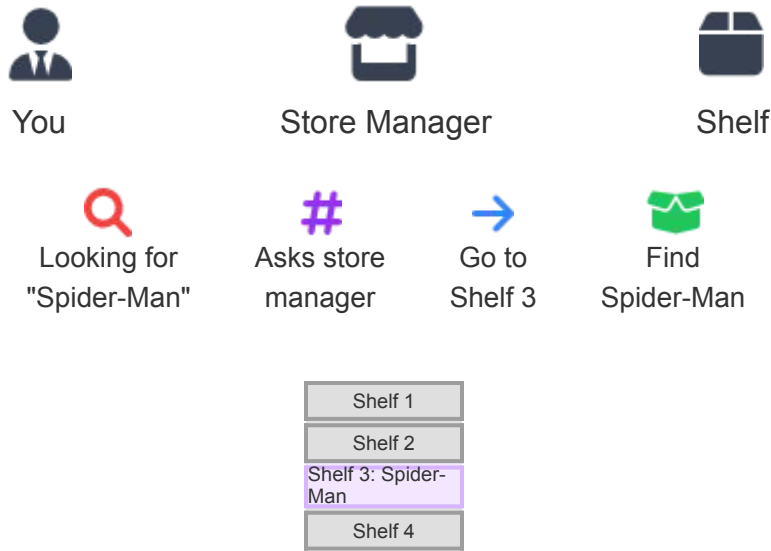 You
Store Manager
Shelf
Looking for
"Spider-Man"
Asks store
manager
Go to
Shelf 3
Find
Spider-Man
Shelf 1
Shelf 2
Shelf 3: Spider-
Man
Shelf 4